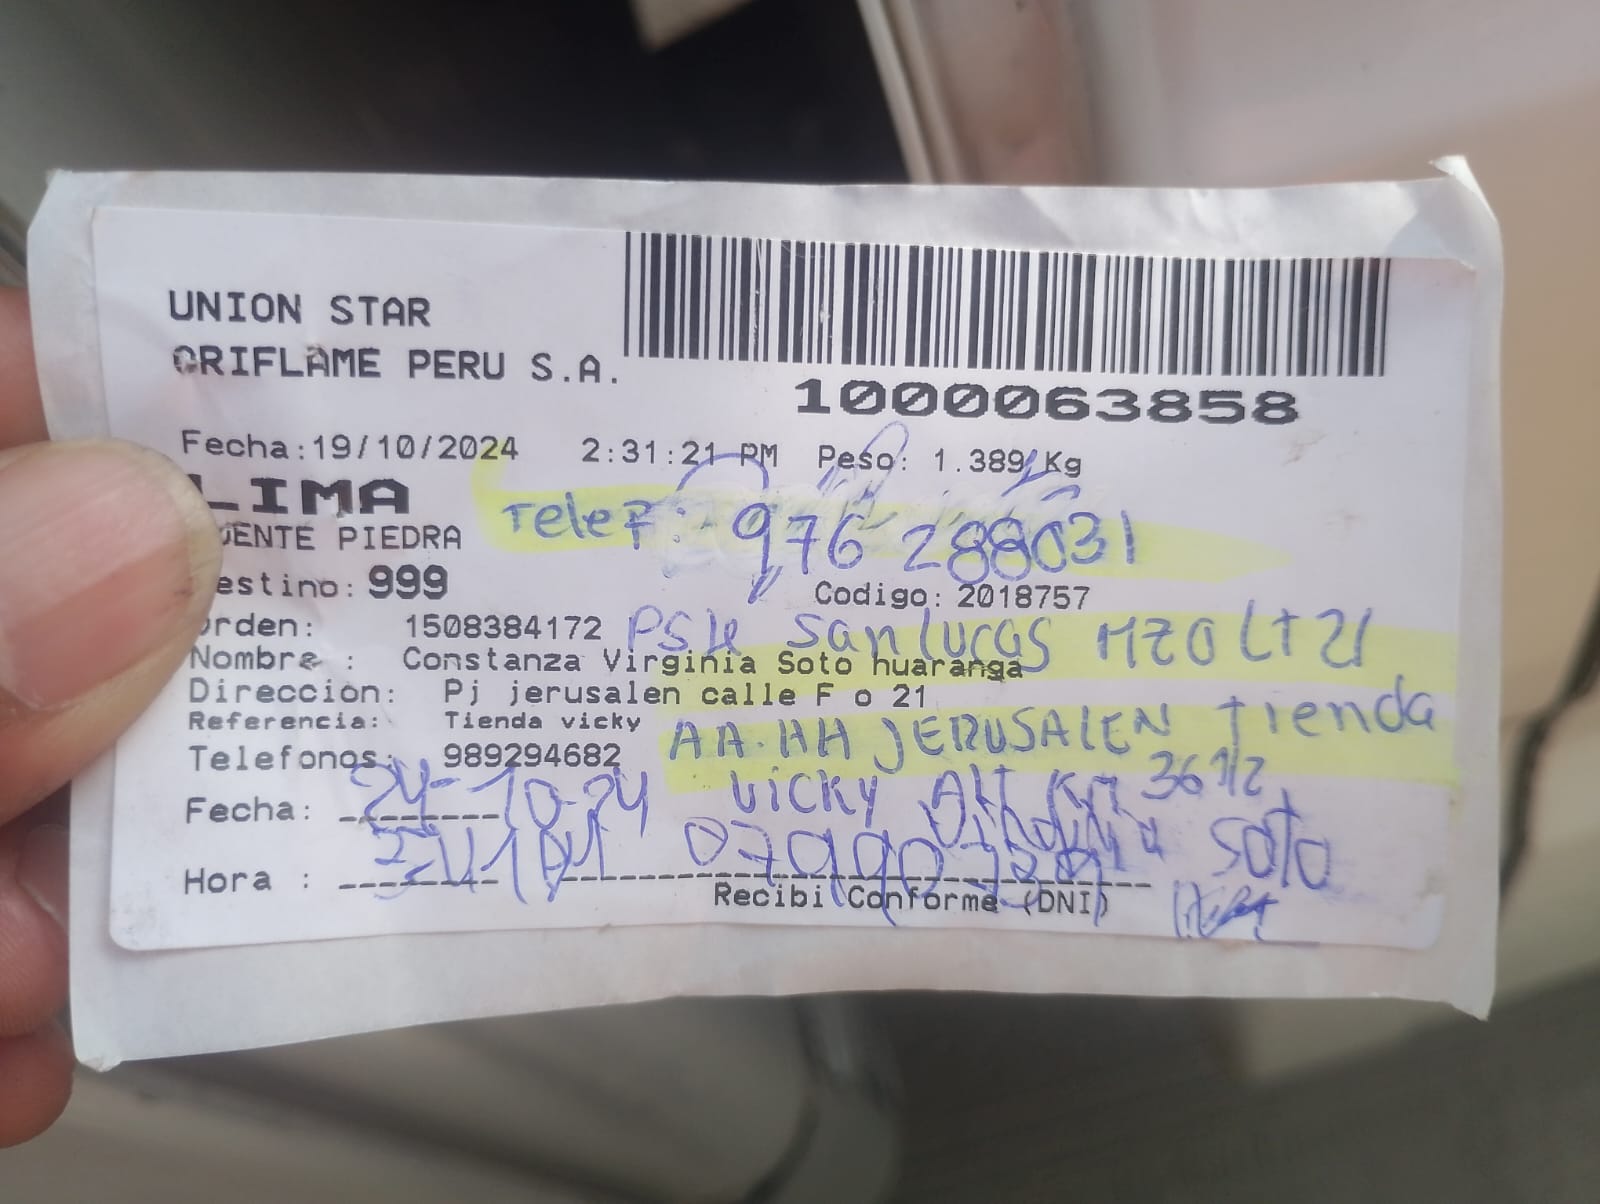 UNION STAR
ORIFLAME PERU S.A.
1000063858
Fecha:19/10/2024 2:31:21 PM Peso: 1.389 Kg
LIMA
ENTE PIEDRA
Telef: 976 288031
estino: 999
Codigo: 2018757
rden: 1508384172
San Lucas MZ O LT 21
Nombre : Constanza Virginia Soto huaranga
Direccion: Pj jerusalen calle F o 21
Referencia: Tienda vicky
AA.HH JERUSALEN Tienda
Telefonos: 989294682
Vicky Alt Km 36 1/2
Fecha: 24-10-24
Soto
Hora :
Recibi Conforme (DNI)